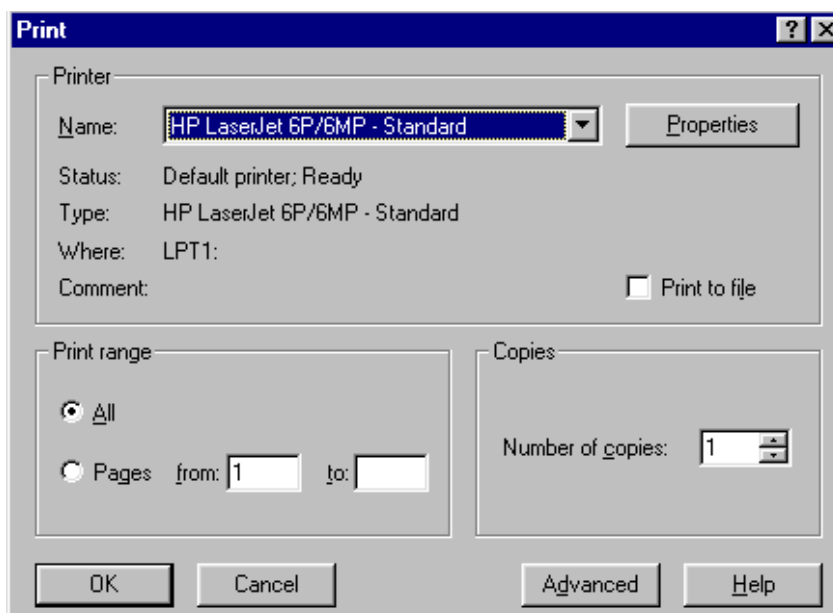 Print
Printer
Name: HP LaserJet 6P/6MP - Standard Properties
Status: Default printer; Ready
Type: HP LaserJet 6P/6MP - Standard
Where: LPT1:
Comment: Print to file
Print range
All
Pages from: 1 to:
Copies
Number of copies: 1
OK Cancel Advanced Help